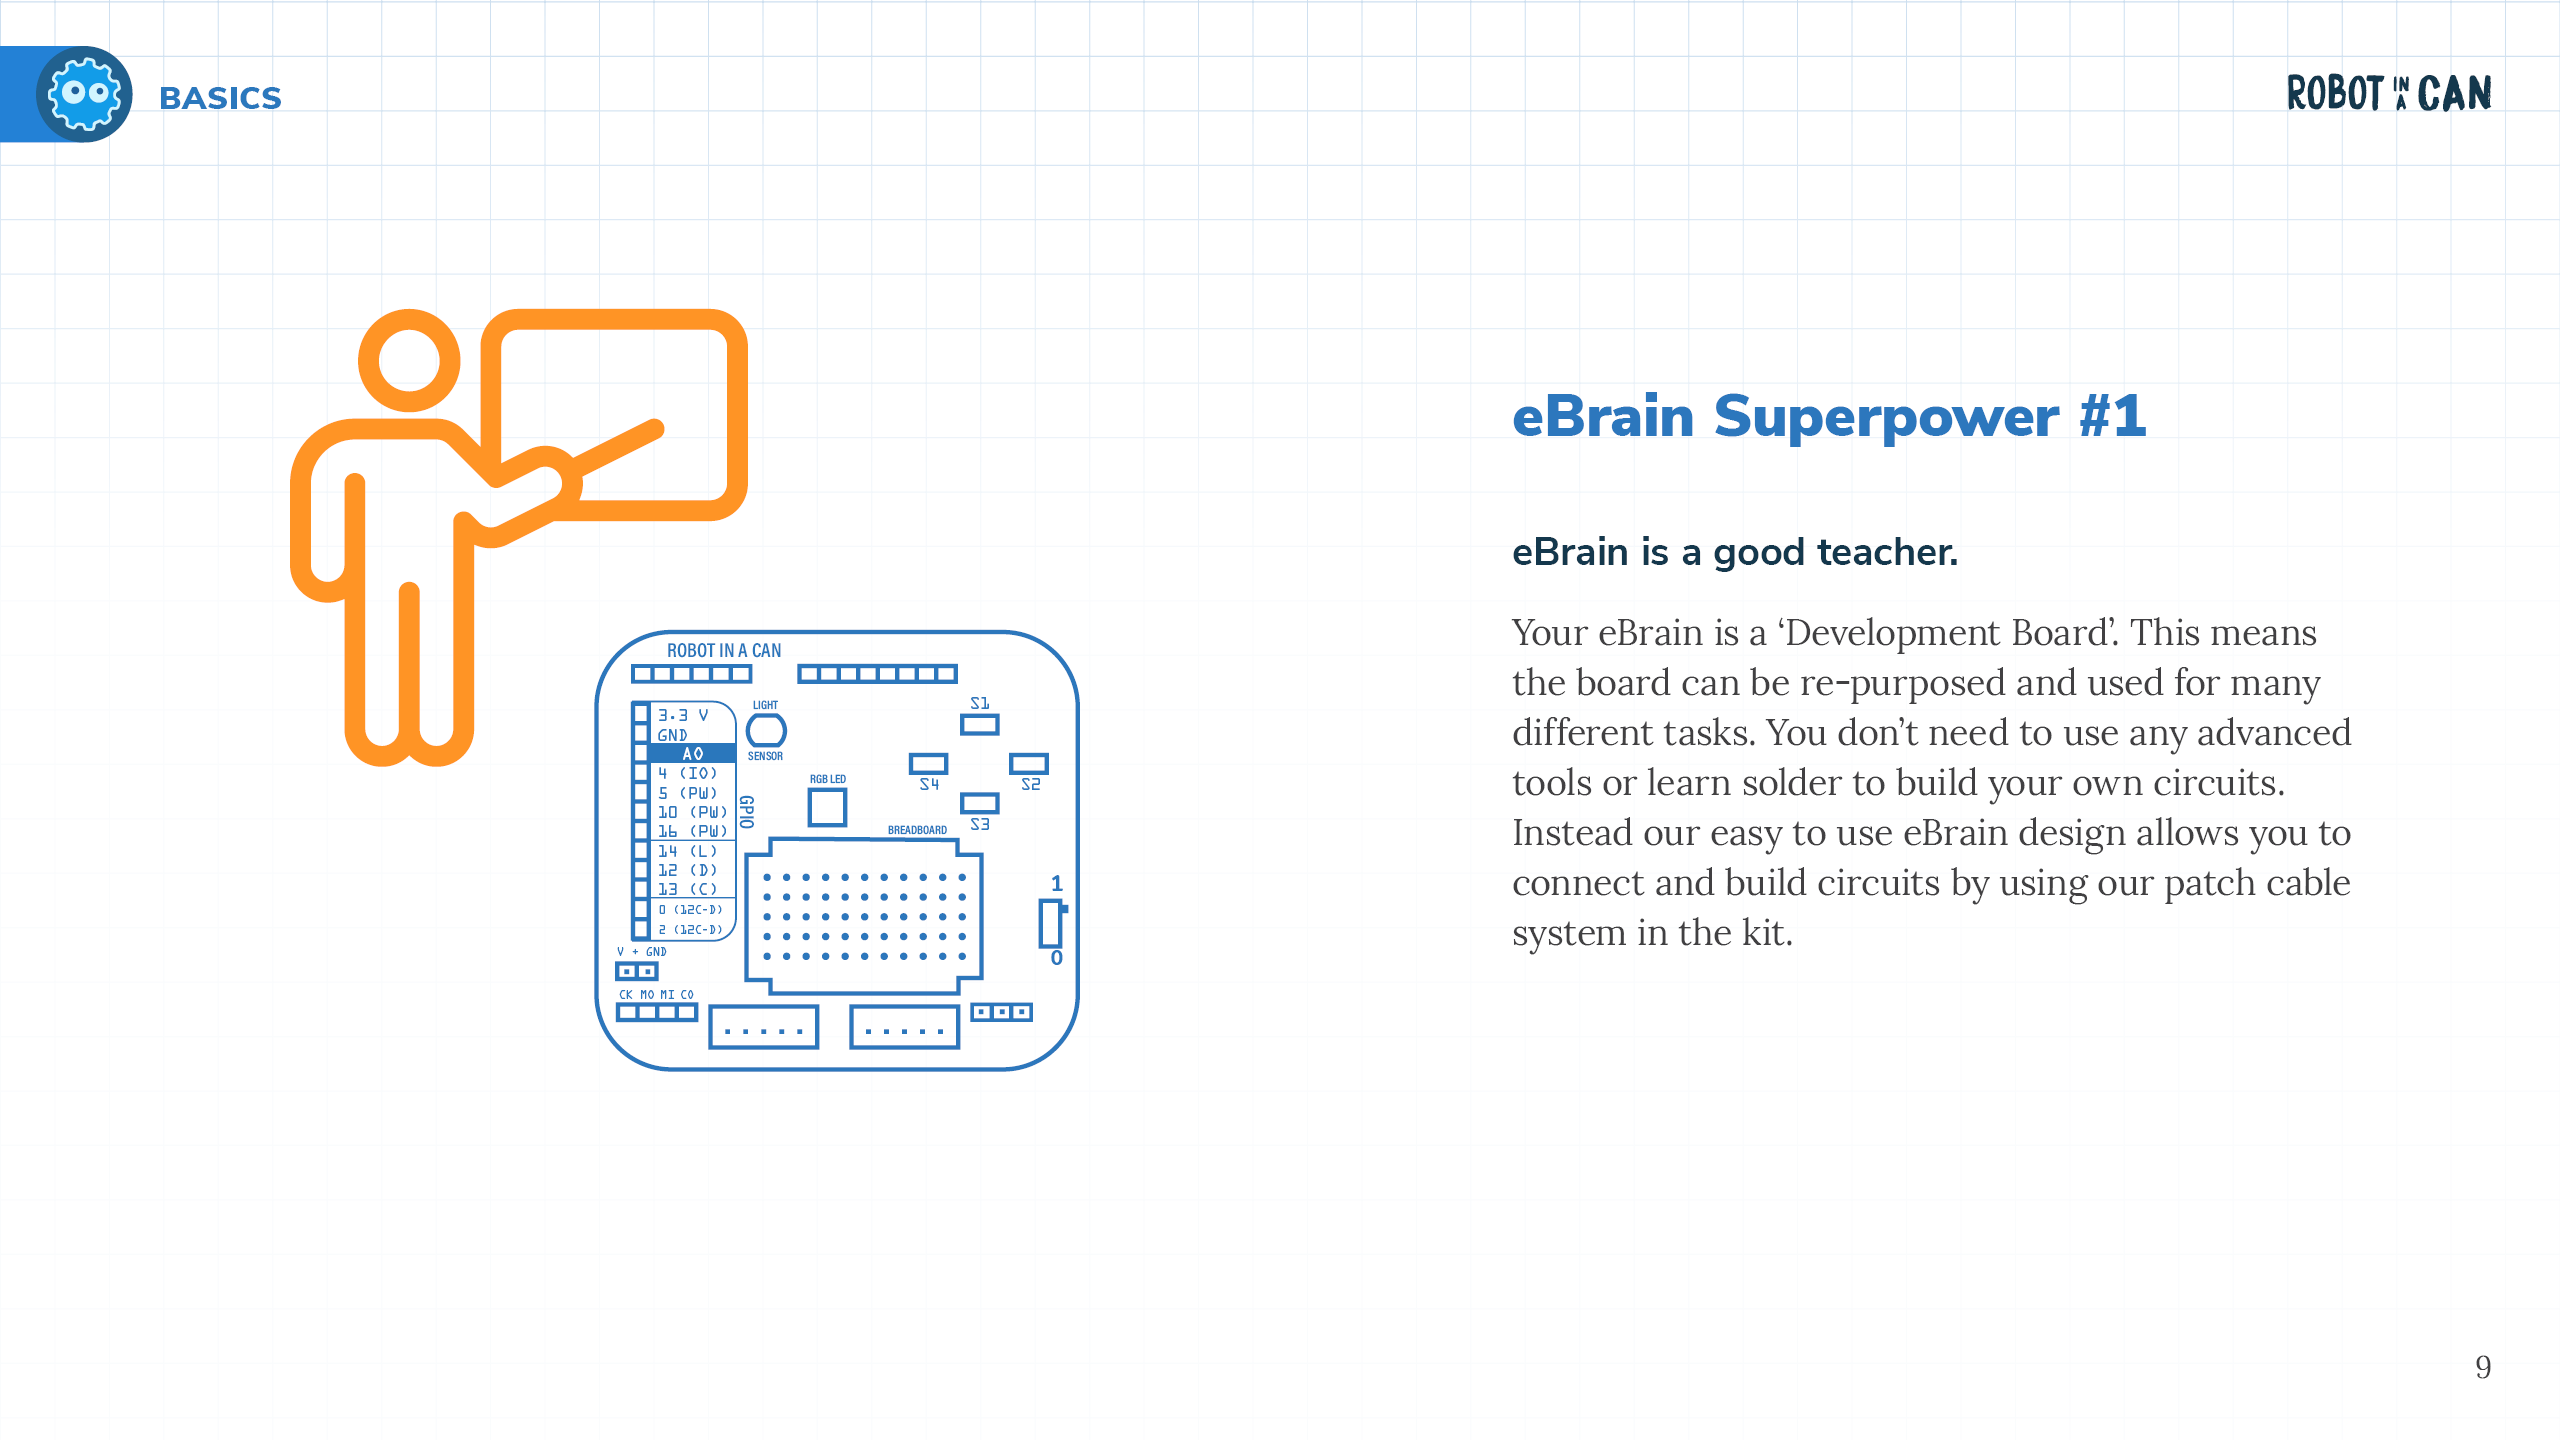 BASICS
ROBOT IN A CAN
eBrain Superpower #1
eBrain is a good teacher.
Your eBrain is a ‘Development Board’. This means
the board can be re-purposed and used for many
different tasks. You don’t need to use any advanced
tools or learn solder to build your own circuits.
Instead our easy to use eBrain design allows you to
connect and build circuits by using our patch cable
system in the kit.
ROBOT IN A CAN
3.3 V
GND
A0
4 (IO)
5 (PW)
10 (PW)
16 (PW)
14 (L)
12 (D)
13 (C)
0 (I2C-D)
2 (I2C-D)
GPIO
LIGHT
SENSOR
RGB LED
S1
S4
S2
S3
BREADBOARD
1
0
V + GND
CK MO MI CO
9